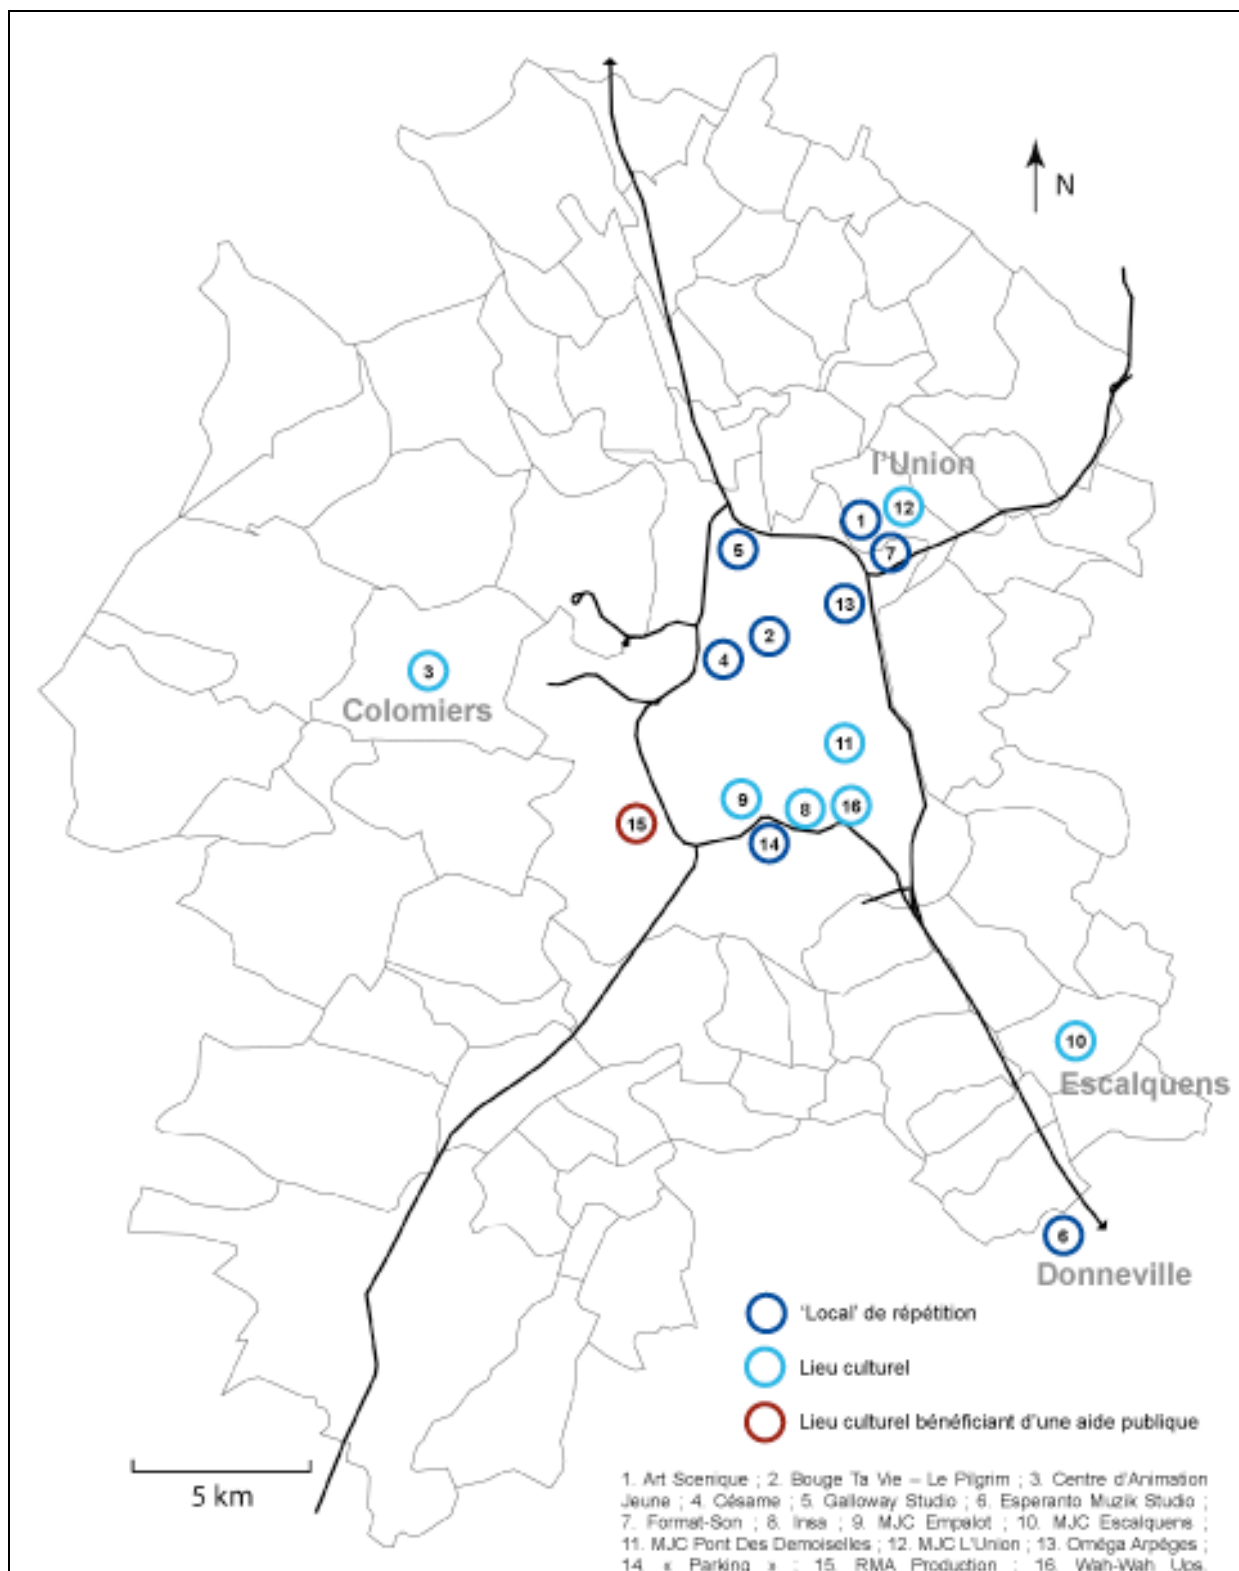 N
l'Union
12
1
7
5
13
2
4
3
Colomiers
11
9
8
16
15
14
10
Escalquens
6
Donneville
'Local' de répétition
Lieu culturel
Lieu culturel bénéficiant d'une aide publique
5 km
1. Art Scenique ; 2. Bouge Ta Vie – Le Pilgrim ; 3. Centre d'Animation
Jeune ; 4. Césame ; 5. Galloway Studio ; 6. Esperanto Muzik Studio ;
7. Format-Son ; 8. Insa ; 9. MJC Empalot ; 10. MJC Escalquens ;
11. MJC Pont Des Demoiselles ; 12. MJC L'Union ; 13. Oméga Arpèges ;
14. « Parking » ; 15. RMA Production ; 16. Wah-Wah Ups.